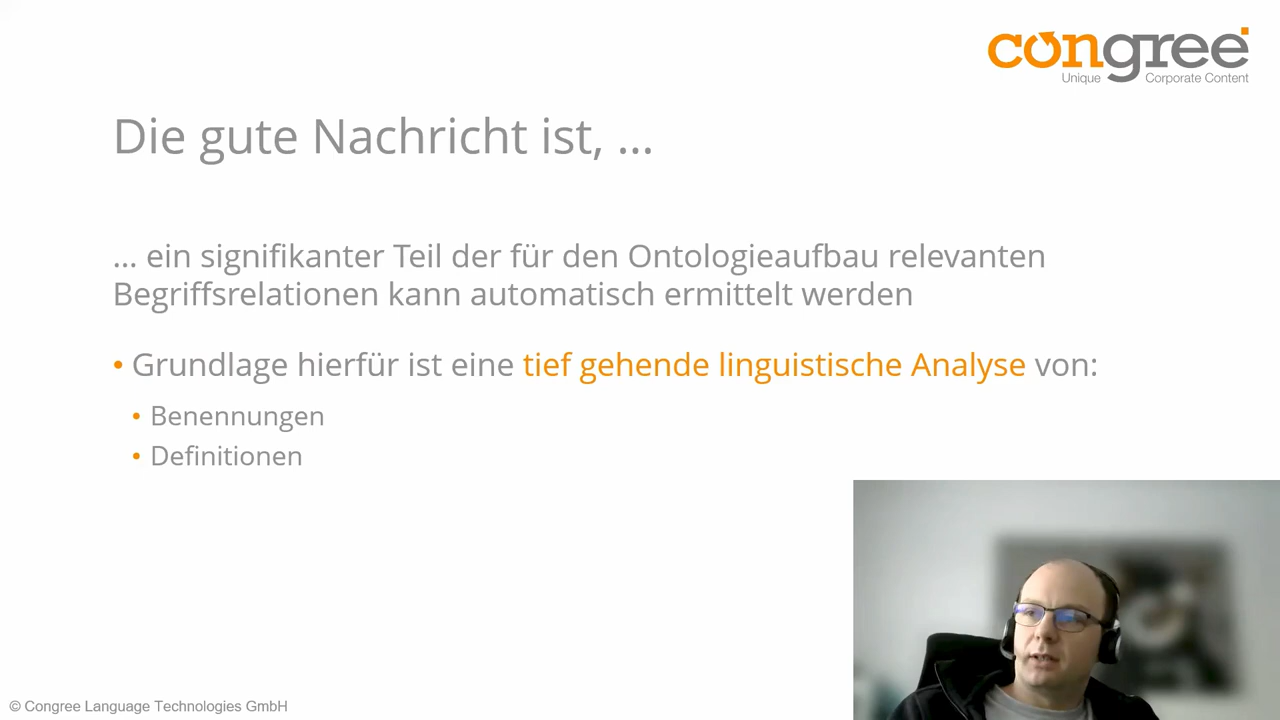 congree
Unique Corporate Content
Die gute Nachricht ist, ...
... ein signifikanter Teil der für den Ontologieaufbau relevanten
Begriffsrelationen kann automatisch ermittelt werden
• Grundlage hierfür ist eine tief gehende linguistische Analyse von:
• Benennungen
• Definitionen
© Congree Language Technologies GmbH